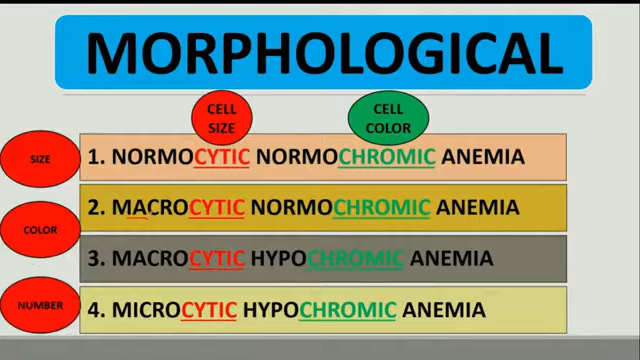 MORPHOLOGICAL
CELL
SIZE
CELL
COLOR
SIZE
1. NORMOCYTIC NORMOCHROMIC ANEMIA
2. MACROCYTIC NORMOCHROMIC ANEMIA
COLOR
3. MACROCYTIC HYPOCHROMIC ANEMIA
NUMBER
4. MICROCYTIC HYPOCHROMIC ANEMIA